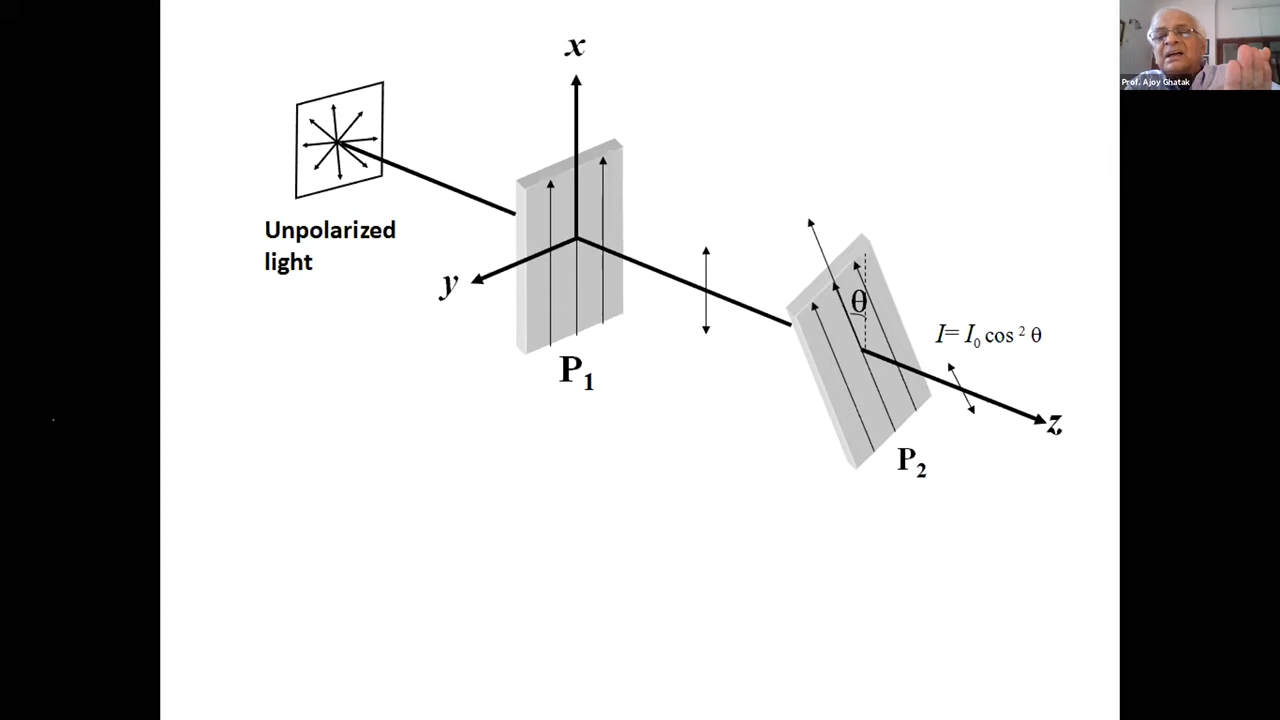 x
Unpolarized
light
y
P₁
θ
I= I₀ cos ² θ
z
P₂
Prof. Ajoy Ghatak